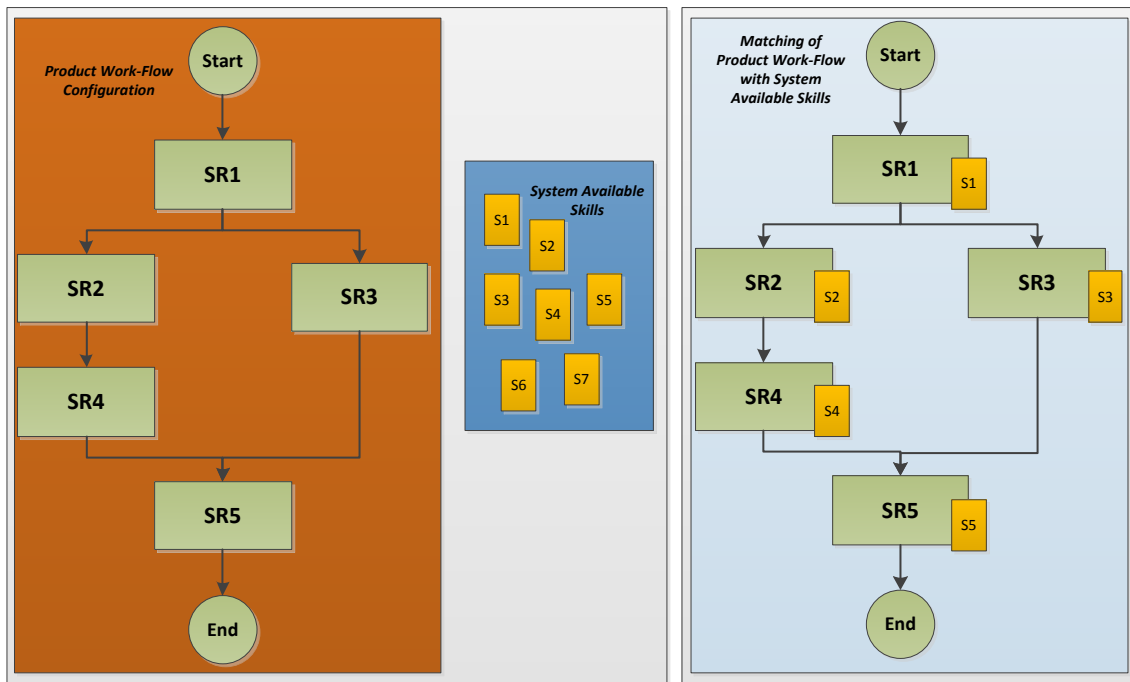 Start
Product Work-Flow
Configuration
SR1
SR2
SR3
SR4
SR5
End
System Available
Skills
S1
S2
S3
S4
S5
S6
S7
Matching of
Product Work-Flow
with System
Available Skills
Start
SR1
S1
SR2
S2
SR3
S3
SR4
S4
SR5
S5
End